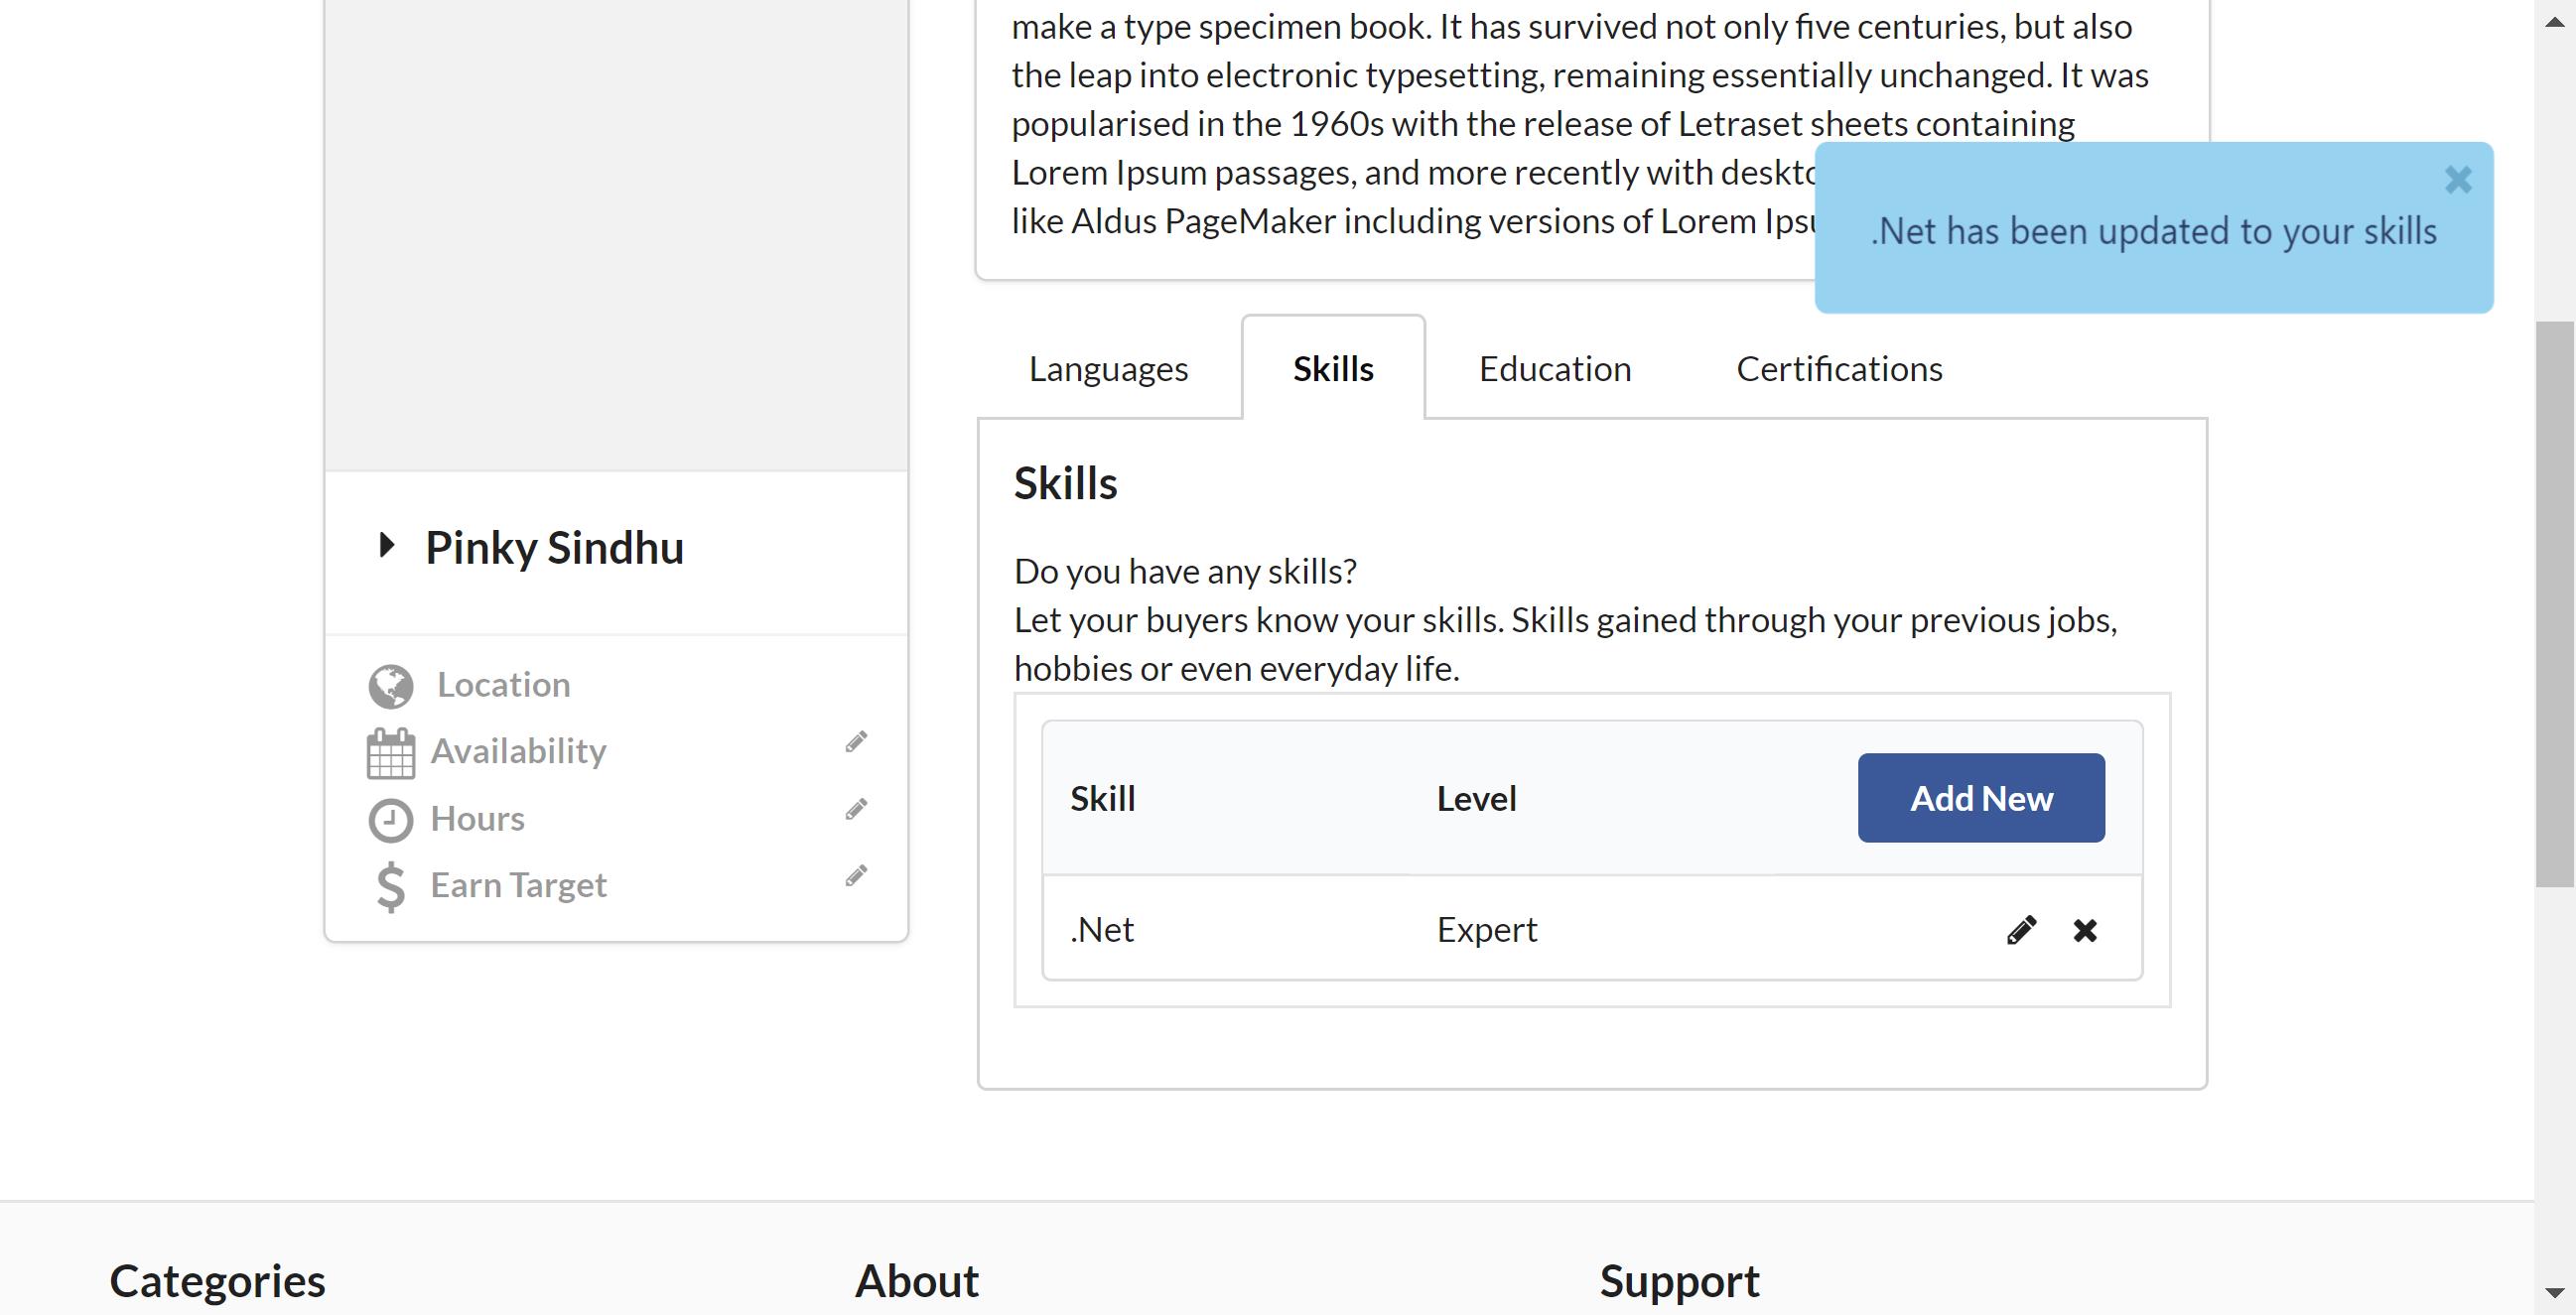 make a type specimen book. It has survived not only five centuries, but also
the leap into electronic typesetting, remaining essentially unchanged. It was
popularised in the 1960s with the release of Letraset sheets containing
Lorem Ipsum passages, and more recently with
like Aldus PageMaker including versions of Lorem
.Net has been updated to your skills
Languages
Skills
Education
Certifications
Pinky Sindhu
Location
Availability
Hours
Earn Target
Skills
Do you have any skills?
Let your buyers know your skills. Skills gained through your previous jobs,
hobbies or even everyday life.
Skill
Level
Add New
.Net
Expert
Categories
About
Support